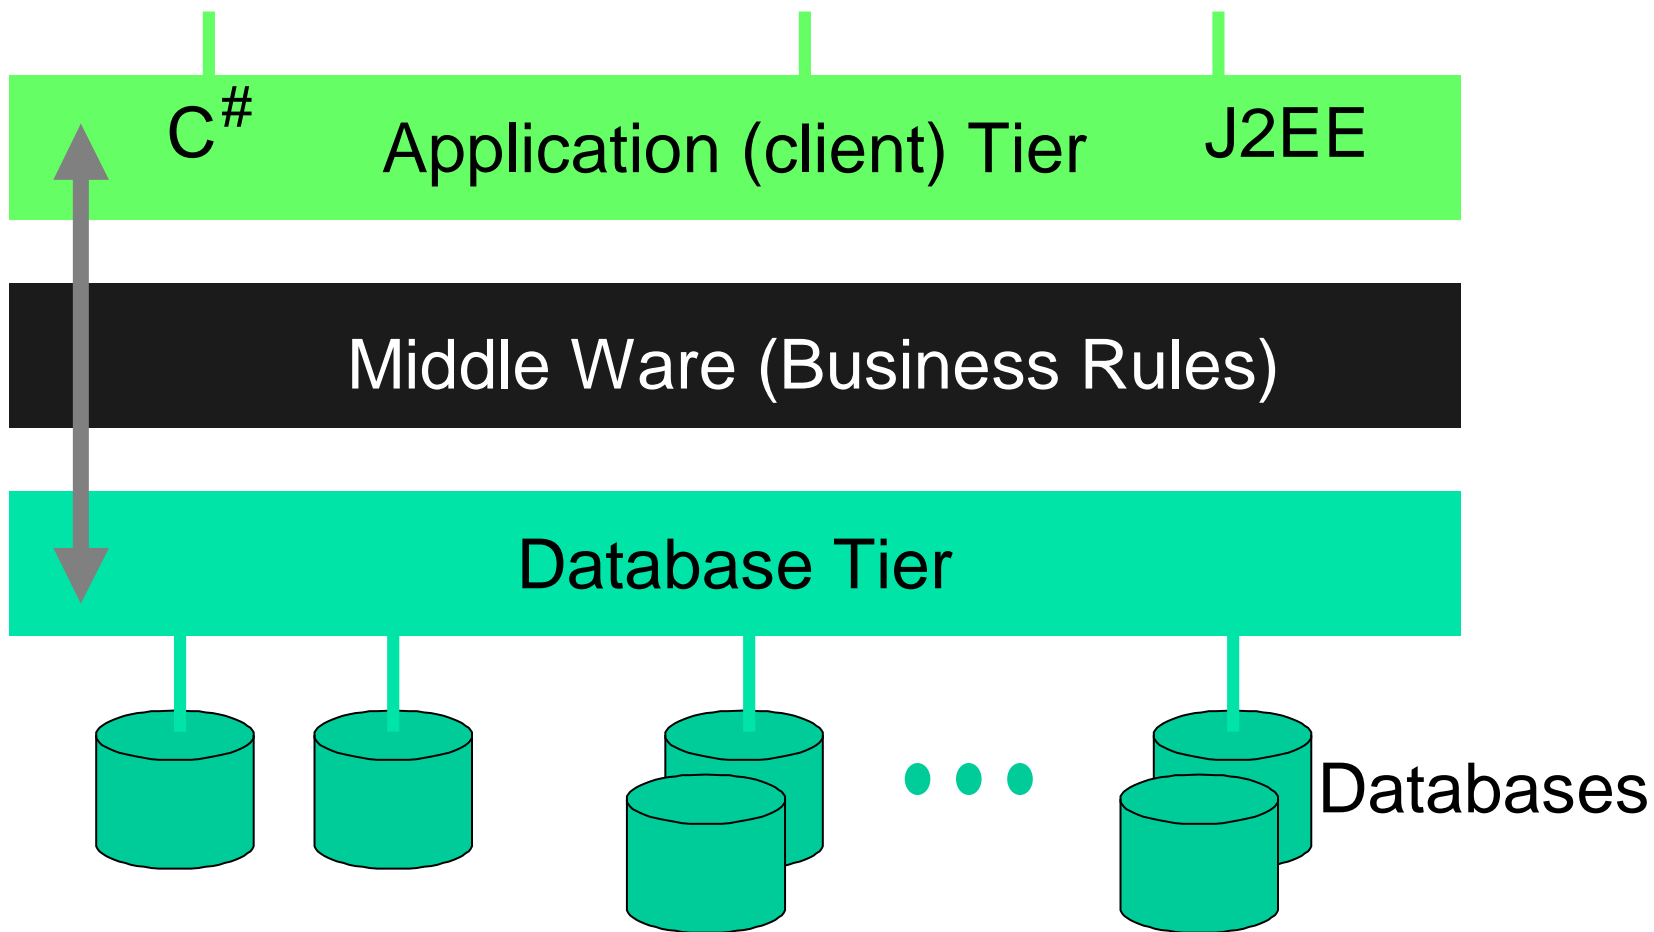 C#
Application (client) Tier
J2EE
Middle Ware (Business Rules)
Database Tier
Databases